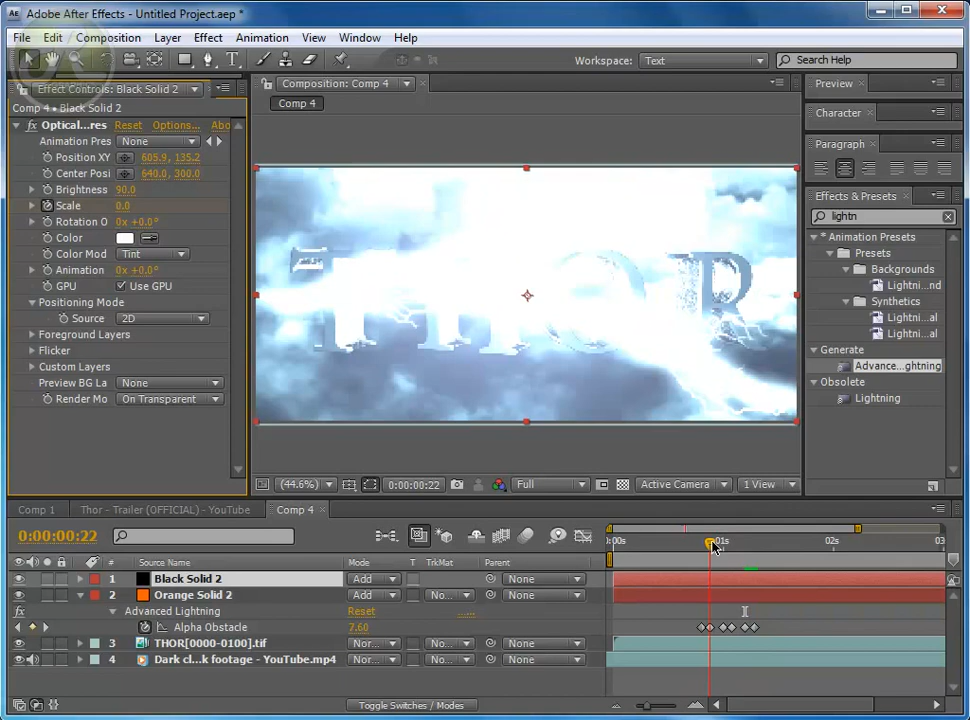 AE Adobe After Effects - Untitled Project.aep *
File Edit Composition Layer Effect Animation View Window Help
Workspace: Text Search Help
Effect Controls: Black Solid 2
Composition: Comp 4
Preview
Comp 4 • Black Solid 2
Comp 4
Character
Optical...res Reset Options... Abo
Animation Pres None
Paragraph
Position XY 605.9, 135.2
Center Posi 640.0, 300.0
Brightness 90.0
Effects & Presets
Scale 0.0
lightn
Rotation O 0x +0.0°
* Animation Presets
Color
Presets
Color Mod Tint
Backgrounds
Animation 0x +0.0°
Lightni...nd
GPU Use GPU
Synthetics
Positioning Mode
Lightni...al
Source 2D
Lightni...al
Foreground Layers
Generate
Flicker
Advance...ghtning
Custom Layers
Obsolete
Preview BG La None
Lightning
Render Mo On Transparent
THOR
(44.6%) 0:00:00:22 Full Active Camera 1 View
Comp 1 Thor - Trailer (OFFICIAL) - YouTube Comp 4
0:00:00:22
:00s 01s 02s 03
# Source Name Mode T TrkMat Parent
1 Black Solid 2 Add None
2 Orange Solid 2 Add No... None
fx Advanced Lightning Reset ......
Alpha Obstacle 7.60
3 THOR[0000-0100].tif Nor... No... None
4 Dark cl...k footage - YouTube.mp4 Nor... No... None
Toggle Switches / Modes